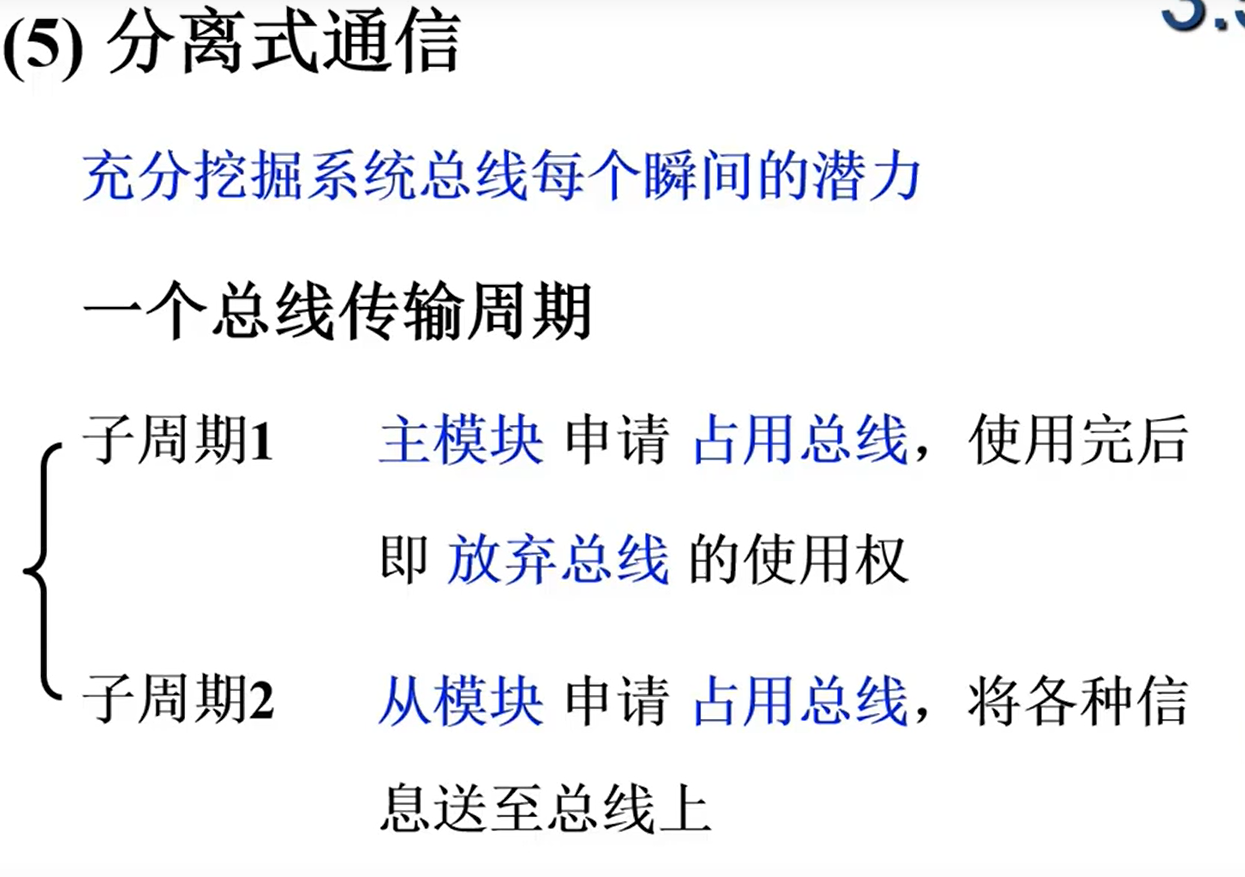 (5) 分离式通信
充分挖掘系统总线每个瞬间的潜力
一个总线传输周期
子周期1 主模块 申请 占用总线，使用完后
即 放弃总线 的使用权
子周期2 从模块 申请 占用总线，将各种信
息送至总线上